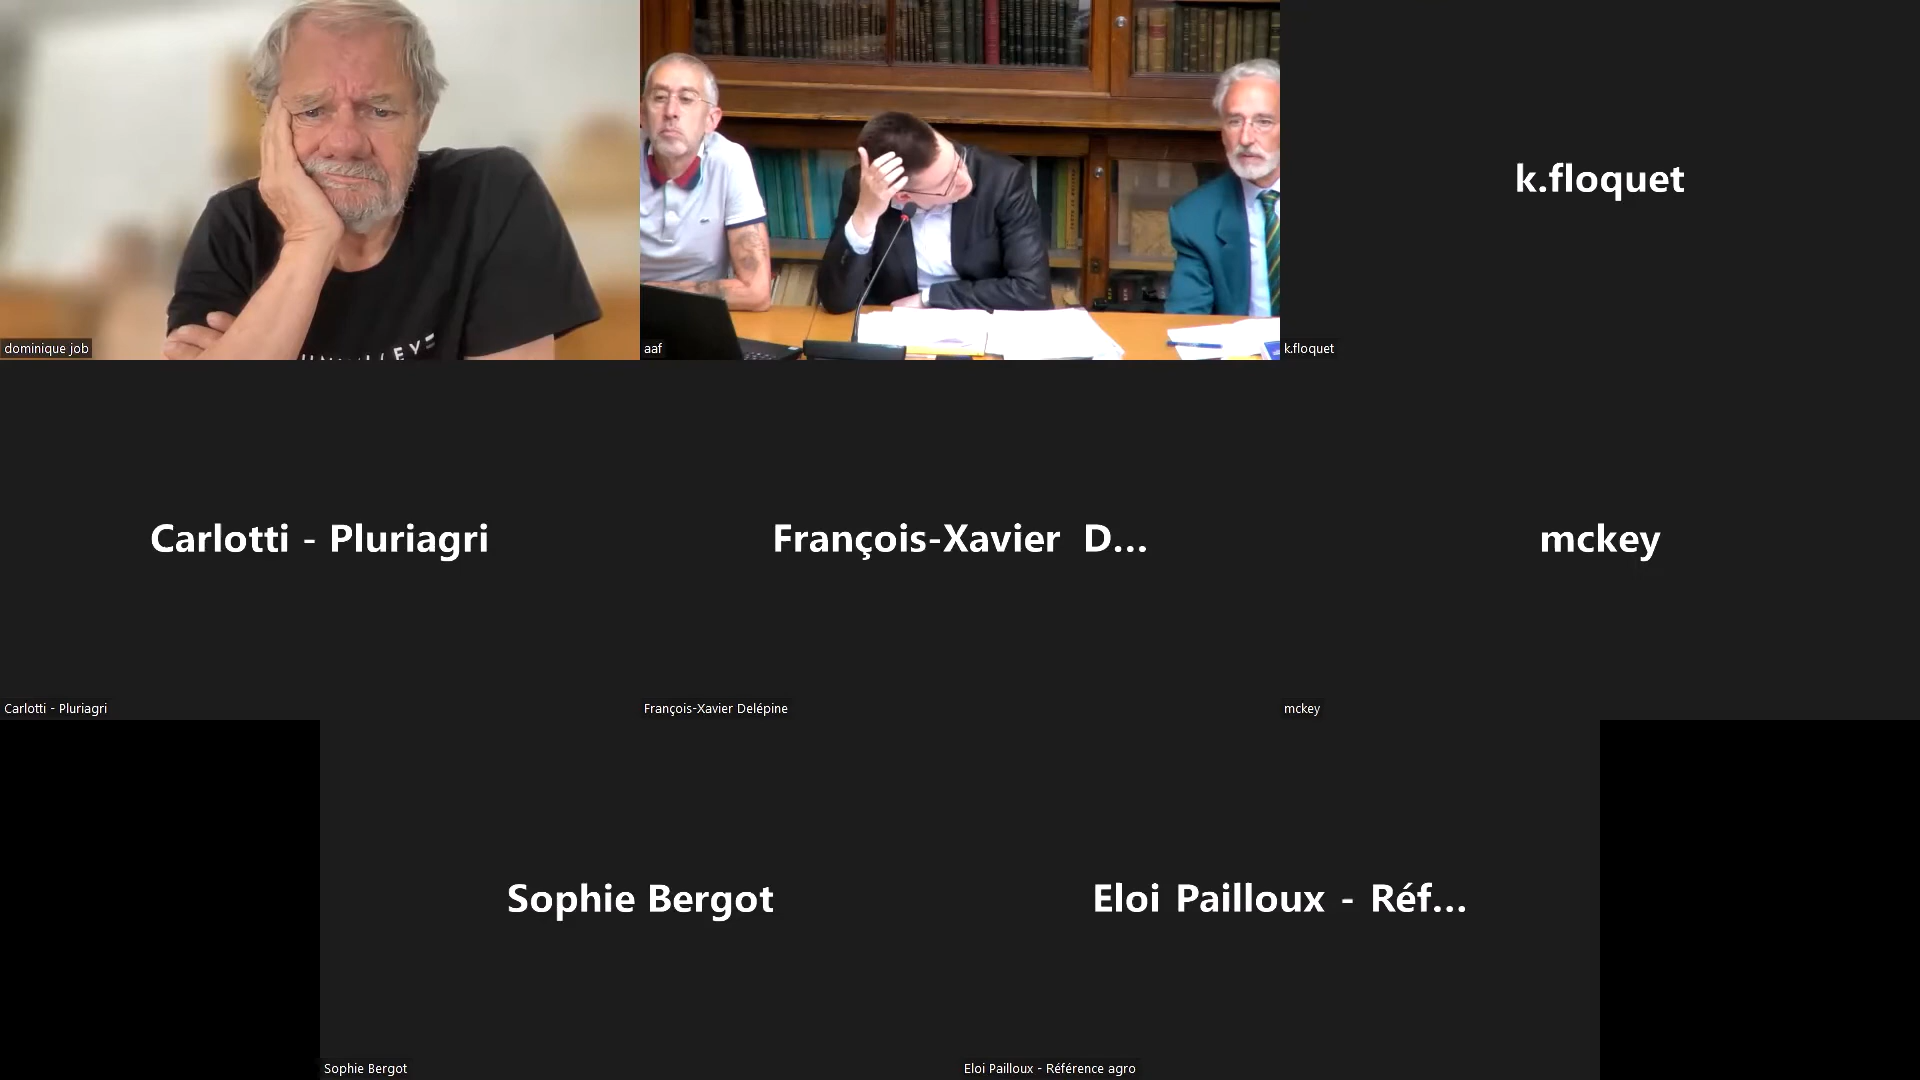 dominique job
aaf
k.floquet
k.floquet
Carlotti - Pluriagri
François-Xavier D...
mckey
Carlotti - Pluriagri
François-Xavier Delépine
mckey
Sophie Bergot
Eloi Pailloux - Réf...
Sophie Bergot
Eloi Pailloux - Référence agro